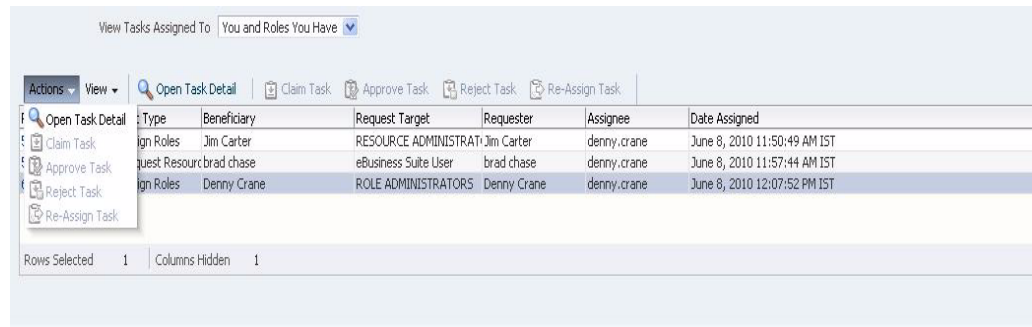 View Tasks Assigned To You and Roles You Have
Actions View Open Task Detail Claim Task Approve Task Reject Task Re-Assign Task
Type Beneficiary Request Target Requester Assignee Date Assigned
Open Task Detail
ign Roles Jim Carter RESOURCE ADMINISTRAT Jim Carter denny.crane June 8, 2010 11:50:49 AM IST
Claim Task
quest Resourc brad chase eBusiness Suite User brad chase denny.crane June 8, 2010 11:57:44 AM IST
Approve Task
ign Roles Denny Crane ROLE ADMINISTRATORS Denny Crane denny.crane June 8, 2010 12:07:52 PM IST
Reject Task
Re-Assign Task
Rows Selected 1 Columns Hidden 1